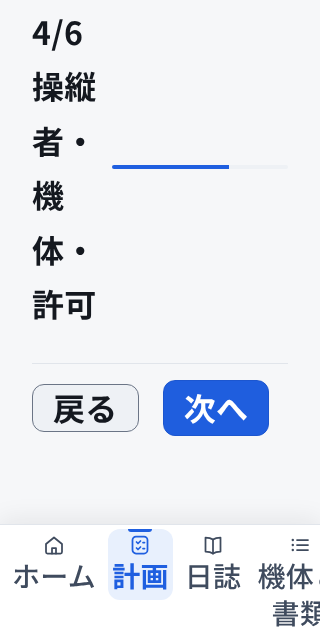 4/6
操縦
者・
機
体・
許可
戻る
次へ
ホーム
計画
日誌
機体
書類